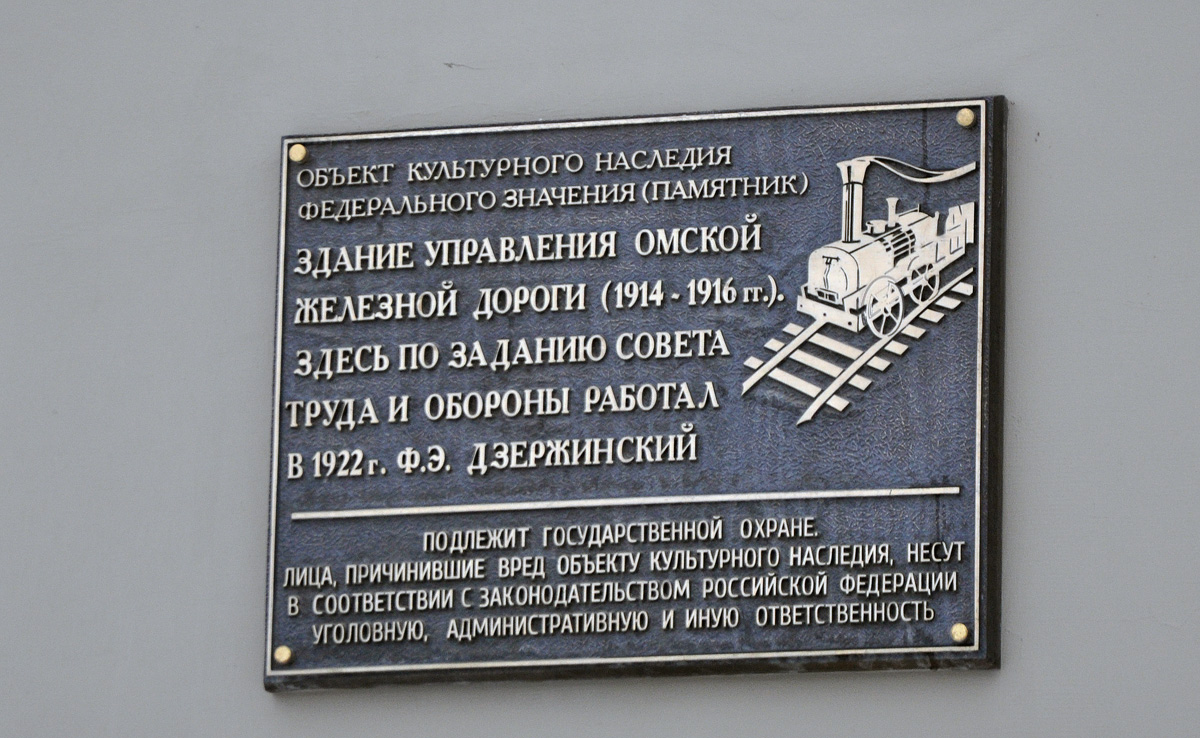 ОБЪЕКТ КУЛЬТУРНОГО НАСЛЕДИЯ
ФЕДЕРАЛЬНОГО ЗНАЧЕНИЯ (ПАМЯТНИК)
ЗДАНИЕ УПРАВЛЕНИЯ ОМСКОЙ
ЖЕЛЕЗНОЙ ДОРОГИ (1914 - 1916 гг.).
ЗДЕСЬ ПО ЗАДАНИЮ СОВЕТА
ТРУДА И ОБОРОНЫ РАБОТАЛ
В 1922 г. Ф.Э. ДЗЕРЖИНСКИЙ
ПОДЛЕЖИТ ГОСУДАРСТВЕННОЙ ОХРАНЕ.
ЛИЦА, ПРИЧИНИВШИЕ ВРЕД ОБЪЕКТУ КУЛЬТУРНОГО НАСЛЕДИЯ, НЕСУТ
В СООТВЕТСТВИИ С ЗАКОНОДАТЕЛЬСТВОМ РОССИЙСКОЙ ФЕДЕРАЦИИ
УГОЛОВНУЮ, АДМИНИСТРАТИВНУЮ И ИНУЮ ОТВЕТСТВЕННОСТЬ